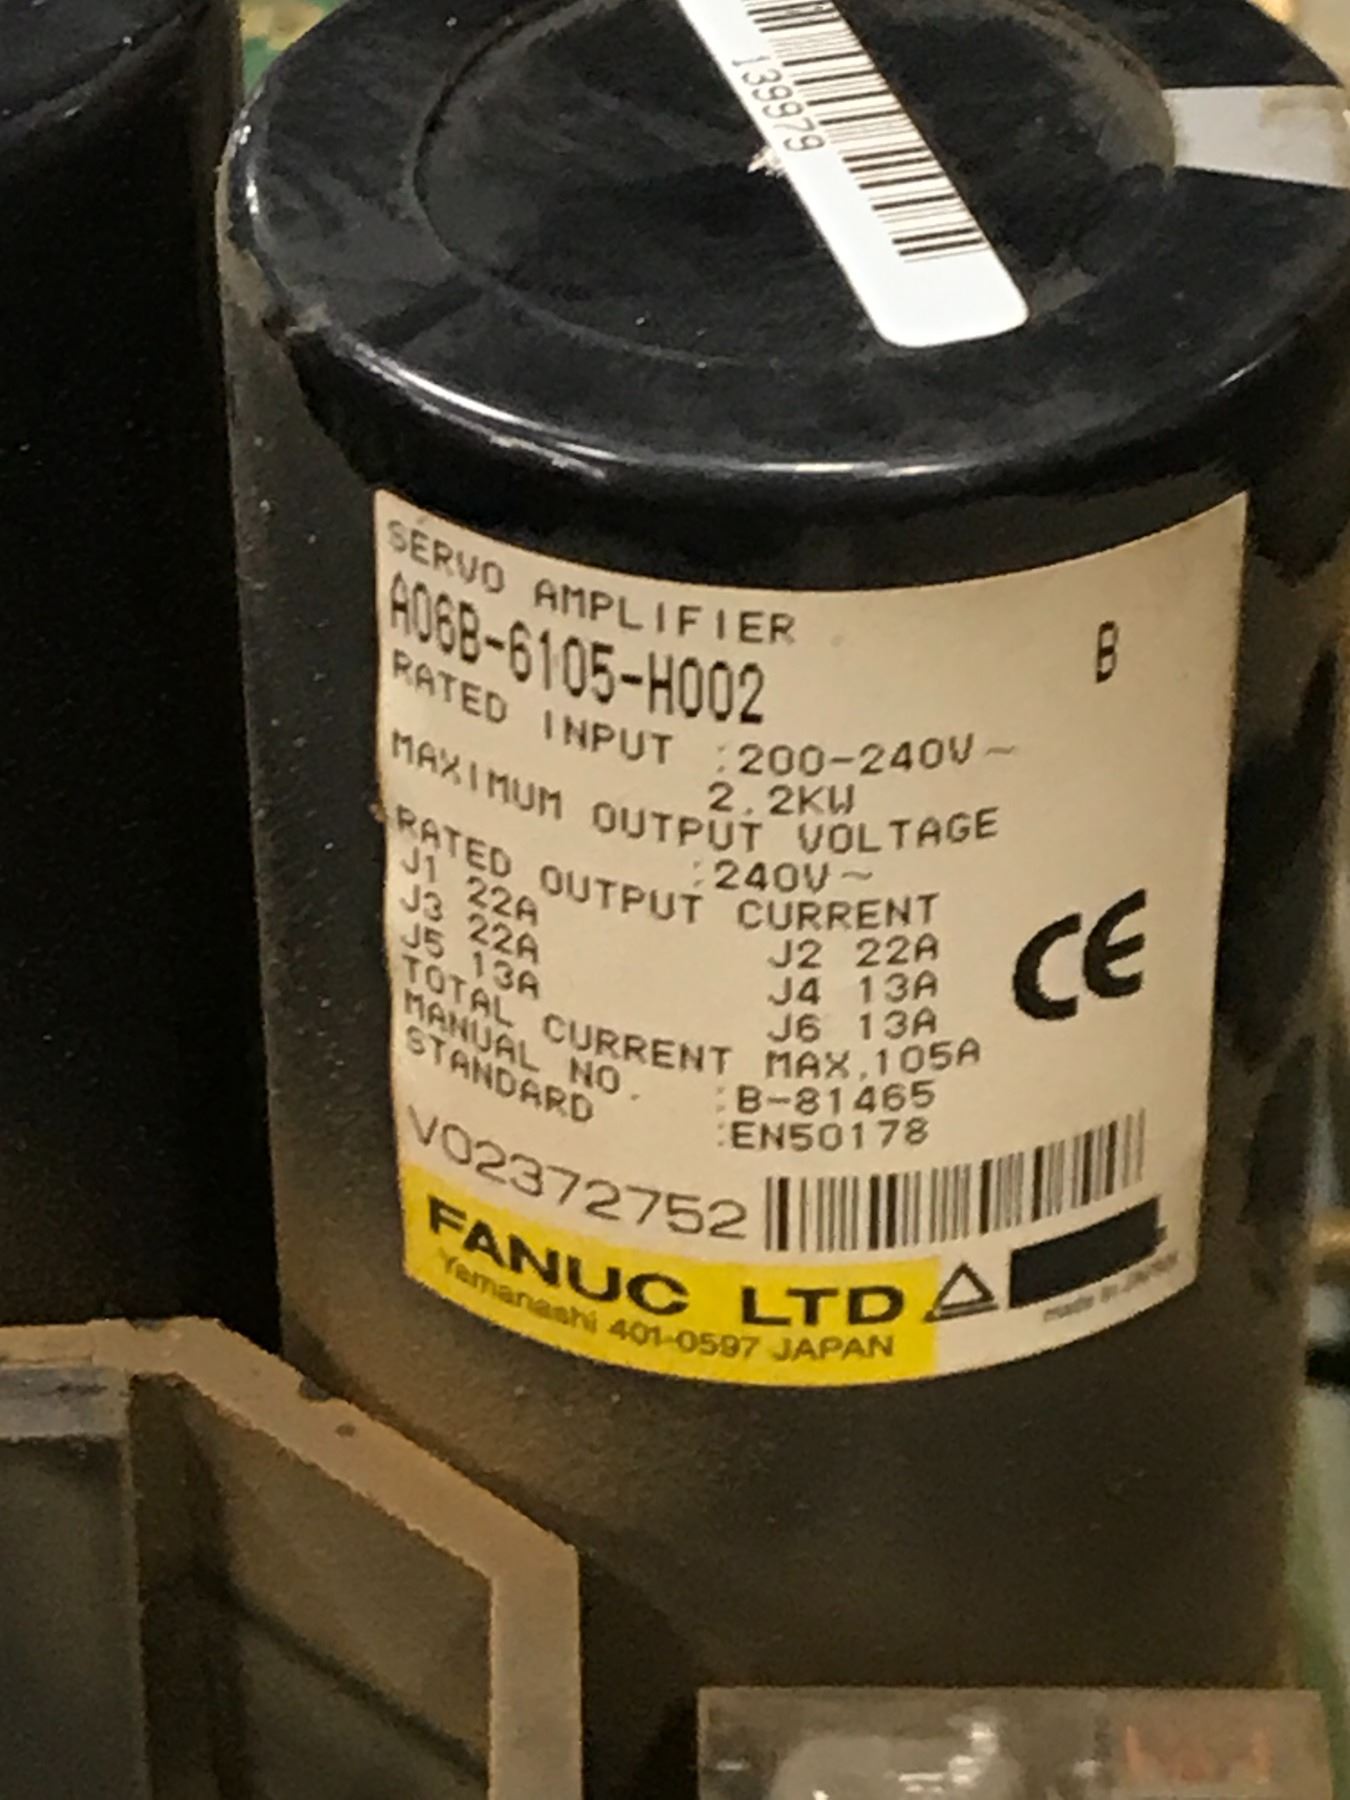 139979
SERVO AMPLIFIER
A06B-6105-H002 B
RATED INPUT :200-240V~
2.2KW
MAXIMUM OUTPUT VOLTAGE
:240V~
RATED OUTPUT CURRENT
J1 22A J2 22A
J3 22A J4 13A
J5 13A J6 13A
TOTAL CURRENT MAX.105A
MANUAL NO. :B-81465
STANDARD :EN50178
CE
V02372752
FANUC LTD
Yamanashi 401-0597 JAPAN
made in JAPAN